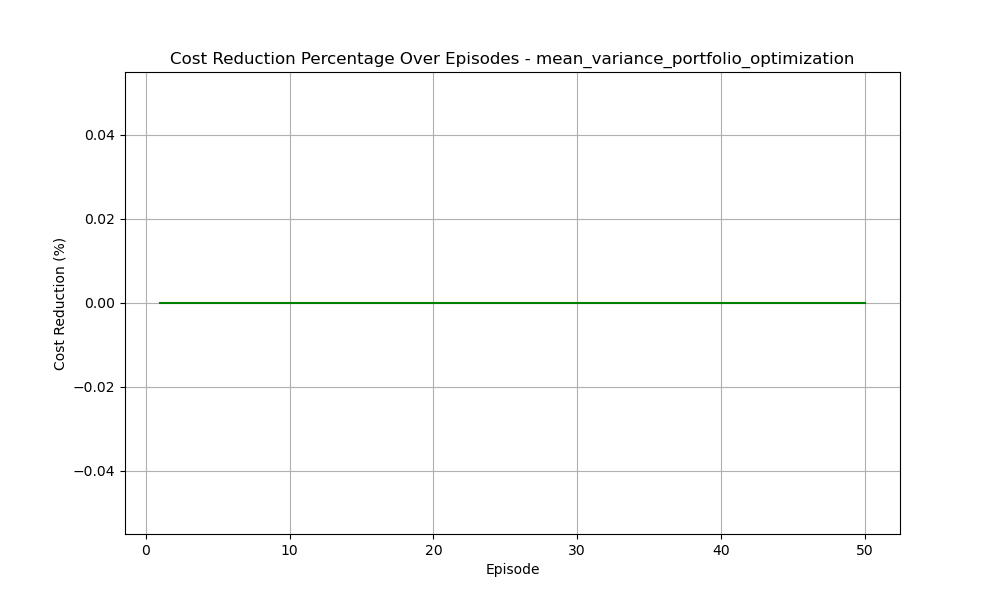 Cost Reduction Percentage Over Episodes - mean_variance_portfolio_optimization
Cost Reduction (%)
0.04
0.02
0.00
−0.02
−0.04
0 10 20 30 40 50
Episode